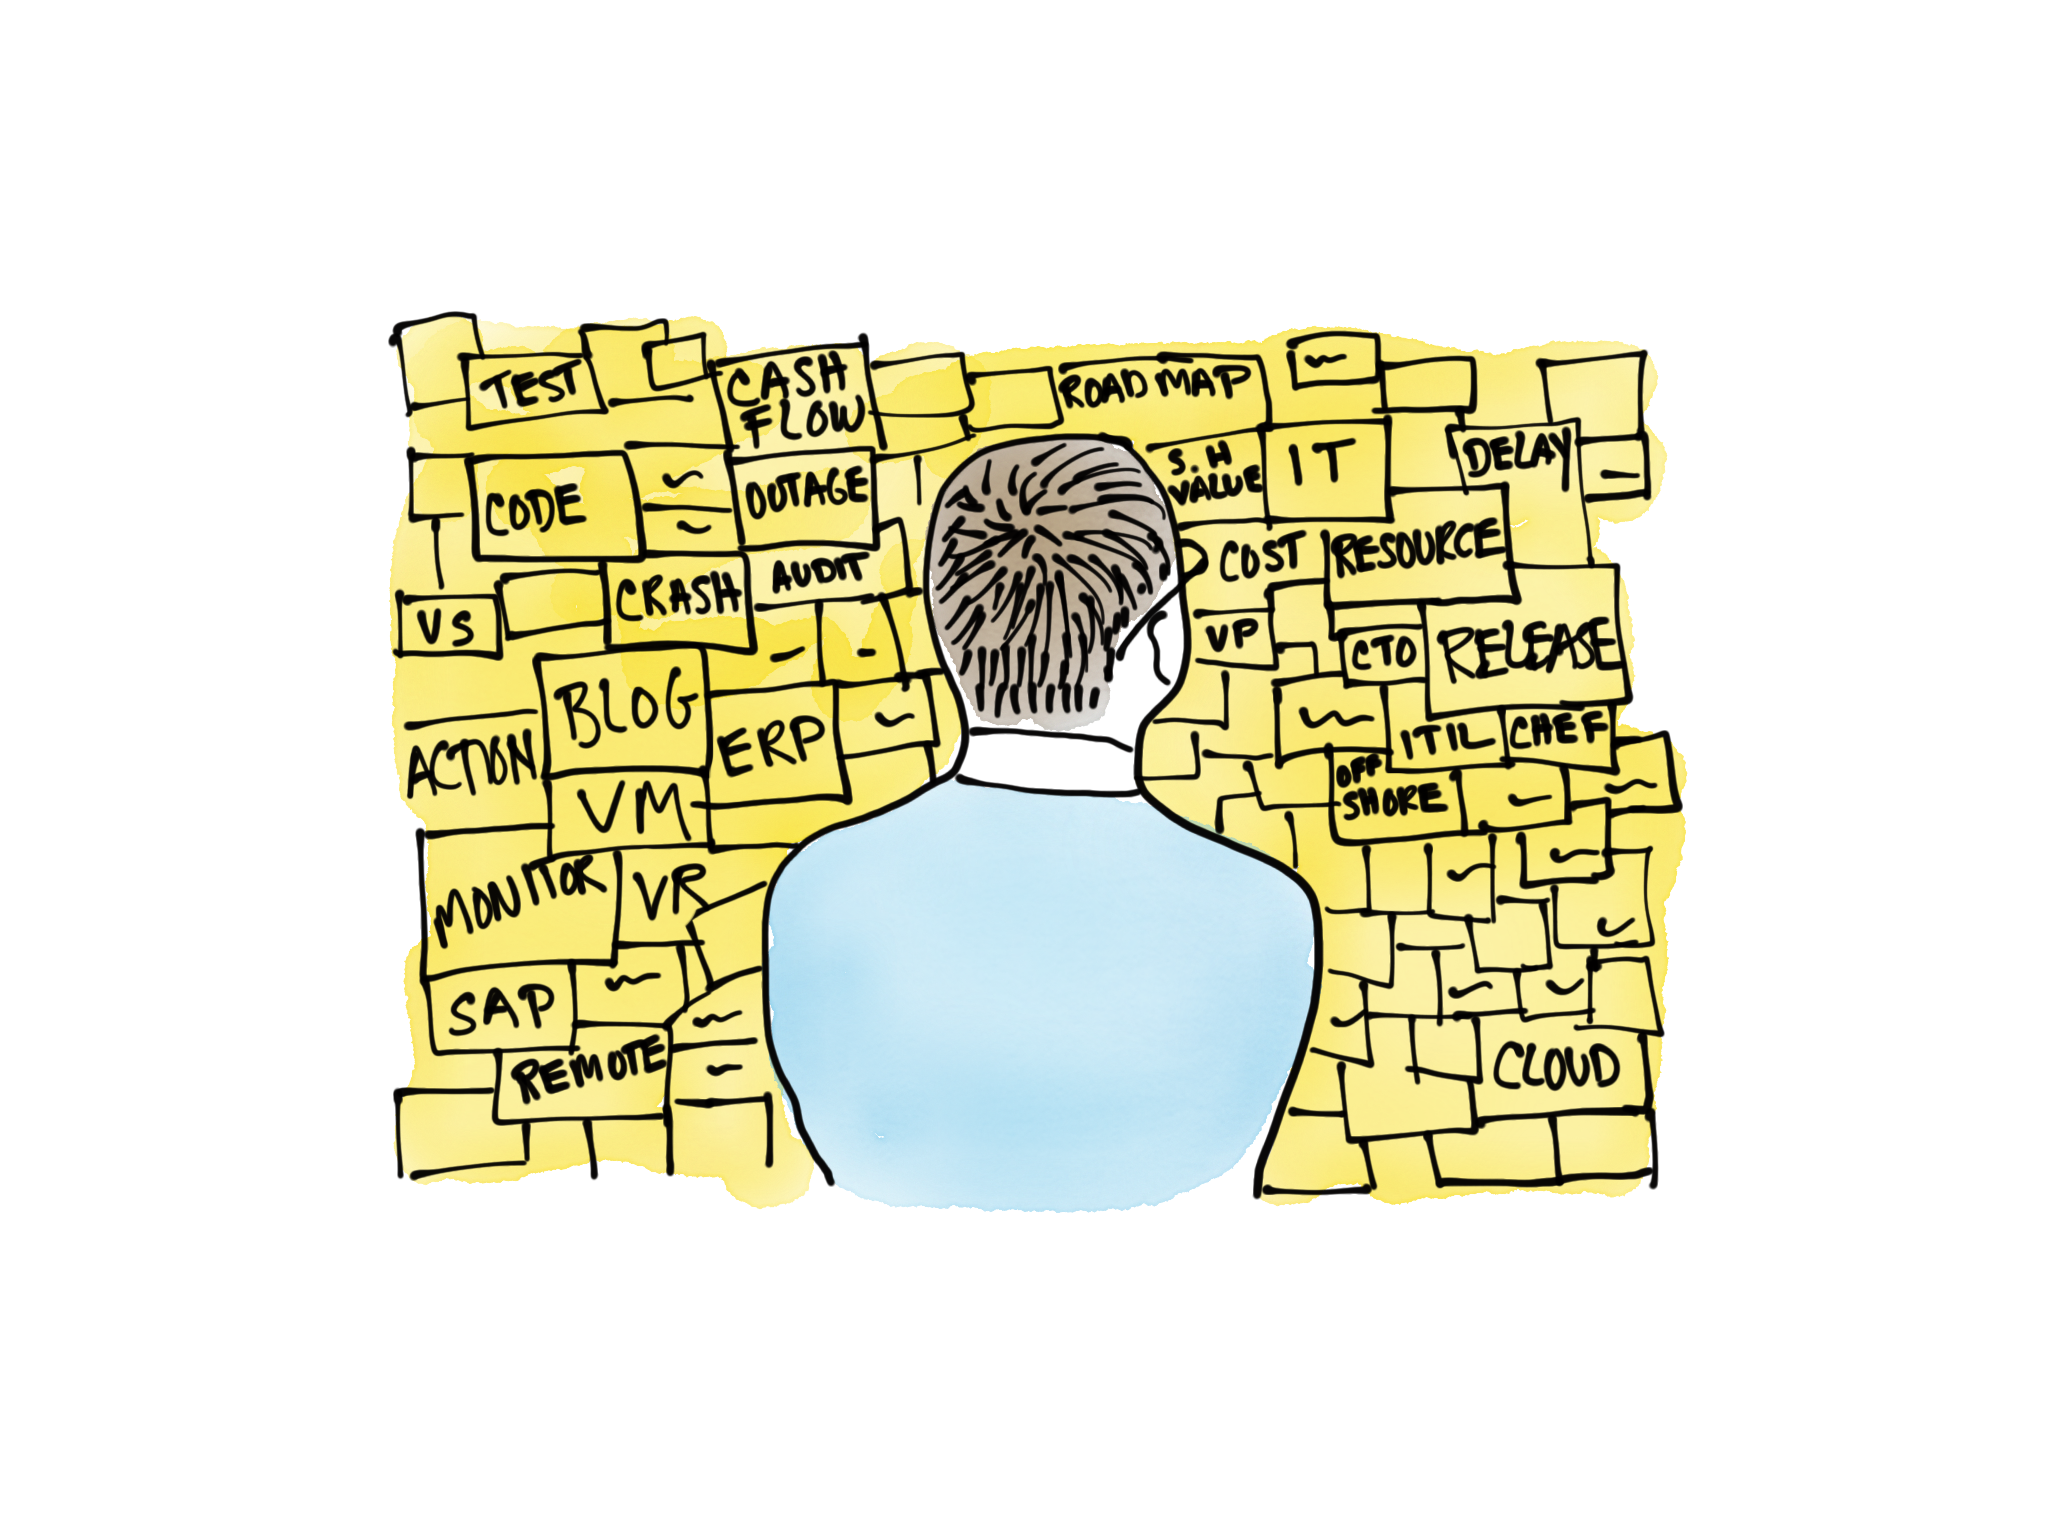 TEST
CASH
FLOW
ROAD MAP
CODE
OUTAGE
S.H
VALUE
IT
DELAY
CRASH
AUDIT
COST
RESOURCE
VS
VP
CTO
RELEASE
BLOG
ACTION
ERP
ITIL
CHEF
VM
OFF
SHORE
MONITOR
VR
SAP
REMOTE
CLOUD